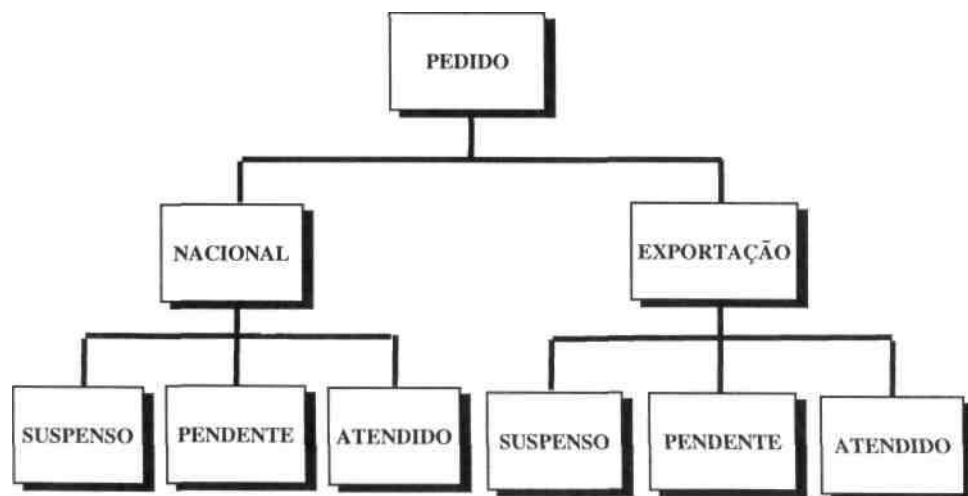 PEDIDO
NACIONAL
EXPORTAÇÃO
SUSPENSO
PENDENTE
ATENDIDO
SUSPENSO
PENDENTE
ATENDIDO